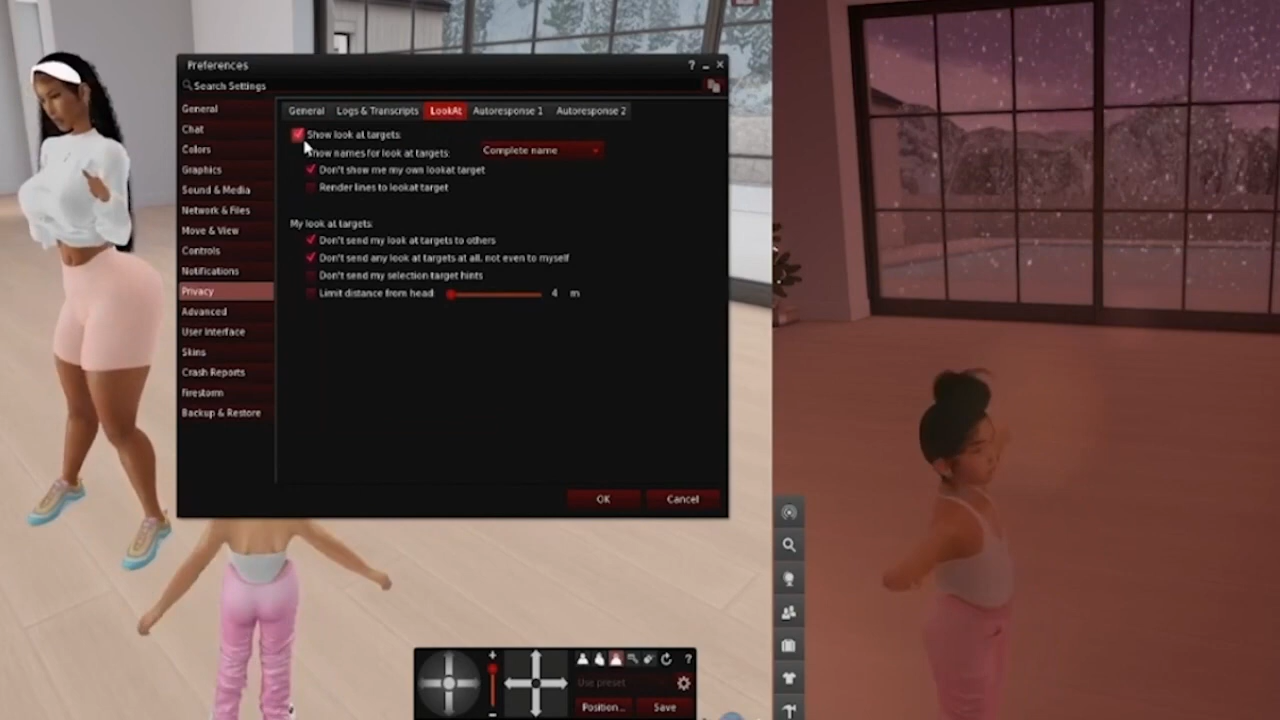 Preferences
?
Search Settings
General
Chat
Colors
Graphics
Sound & Media
Network & Files
Move & View
Controls
Notifications
Privacy
Advanced
User Interface
Skins
Crash Reports
Firestorm
Backup & Restore
General Logs & Transcripts LookAt Autoresponse 1 Autoresponse 2
Show look at targets:
Show names for look at targets: Complete name
Don't show me my own lookat target
Render lines to lookat target
My look at targets:
Don't send my look at targets to others
Don't send any look at targets at all, not even to myself
Don't send my selection target hints
Limit distance from head 4 m
OK Cancel
?
Use preset
Position... Save